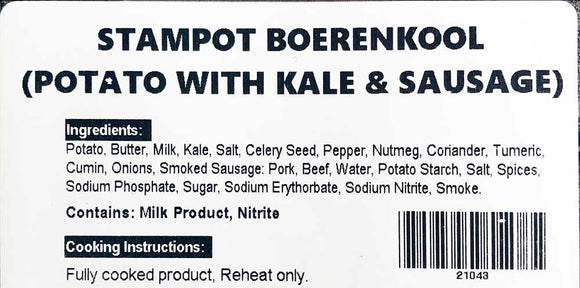 STAMPOT BOERENKOOL
(POTATO WITH KALE & SAUSAGE)
Ingredients:
Potato, Butter, Milk, Kale, Salt, Celery Seed, Pepper, Nutmeg, Coriander, Tumeric,
Cumin, Onions, Smoked Sausage: Pork, Beef, Water, Potato Starch, Salt, Spices,
Sodium Phosphate, Sugar, Sodium Erythorbate, Sodium Nitrite, Smoke.
Contains: Milk Product, Nitrite
Cooking Instructions:
Fully cooked product, Reheat only.
21043